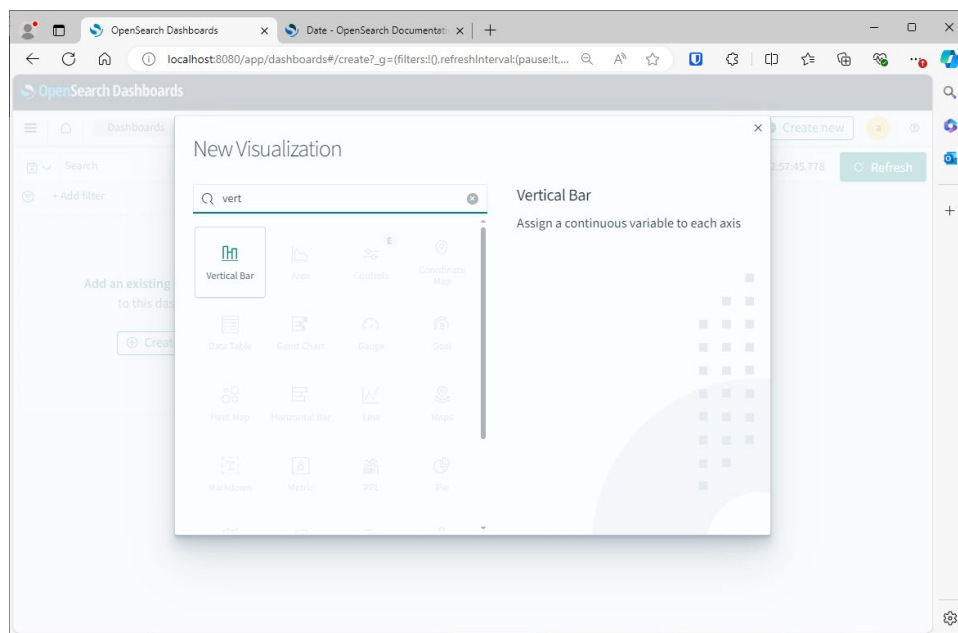 OpenSearch Dashboards
Date - OpenSearch Documentati
localhost:8080/app/dashboards#/create?_g=(filters:!(),refreshInterval:(pause:!t,...
OpenSearch Dashboards
Dashboards
Create new
a
Search
2:57:45.778
Refresh
+ Add filter
Add an existing
to this das
Creat
New Visualization
vert
Vertical Bar
Area
E
Controls
Coordinate
Map
Data Table
Gantt Chart
Gauge
Goal
Heat Map
Horizontal Bar
Line
Maps
Markdown
Metric
PPL
Pie
Vertical Bar
Assign a continuous variable to each axis